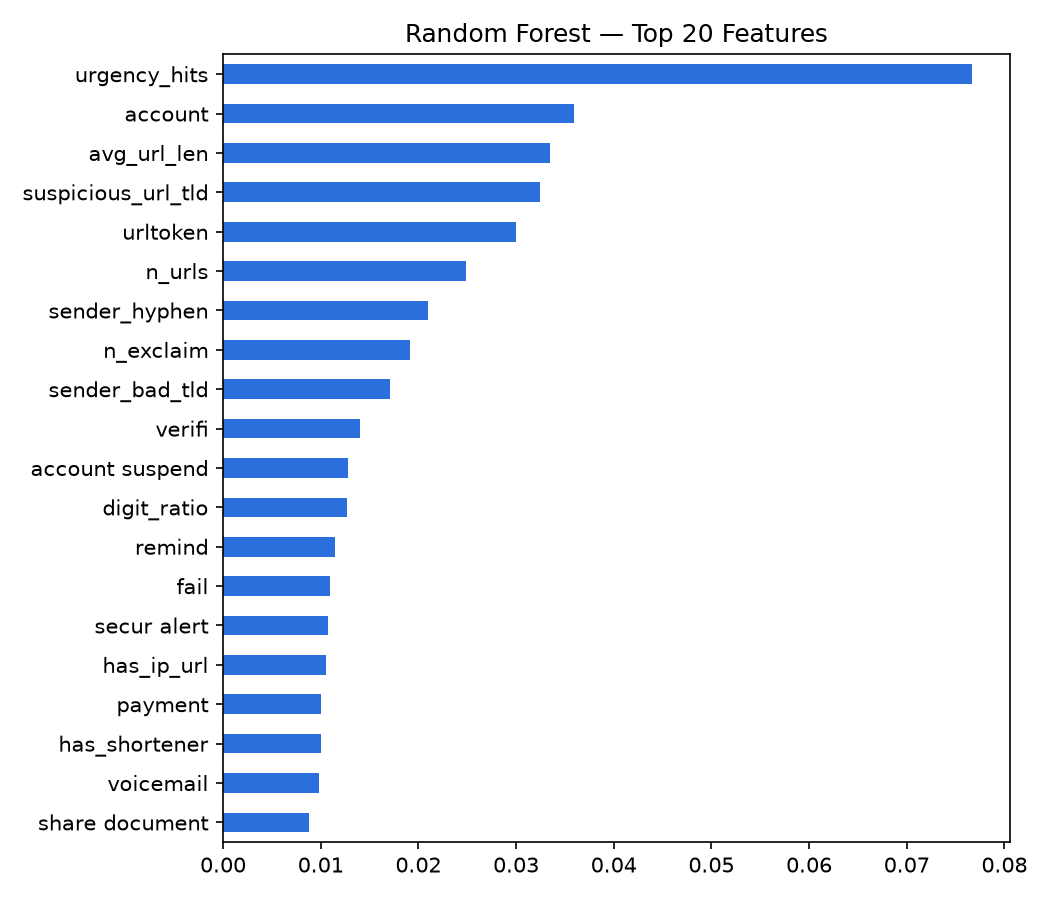 Random Forest — Top 20 Features
urgency_hits
account
avg_url_len
suspicious_url_tld
urltoken
n_urls
sender_hyphen
n_exclaim
sender_bad_tld
verifi
account suspend
digit_ratio
remind
fail
secur alert
has_ip_url
payment
has_shortener
voicemail
share document
0.00 0.01 0.02 0.03 0.04 0.05 0.06 0.07 0.08